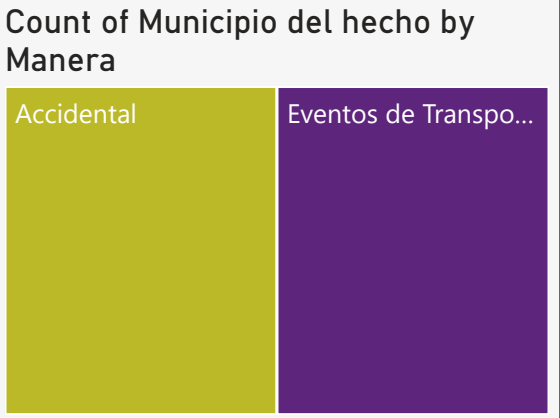 Count of Municipio del hecho by
Manera
Accidental
Eventos de Transpo...